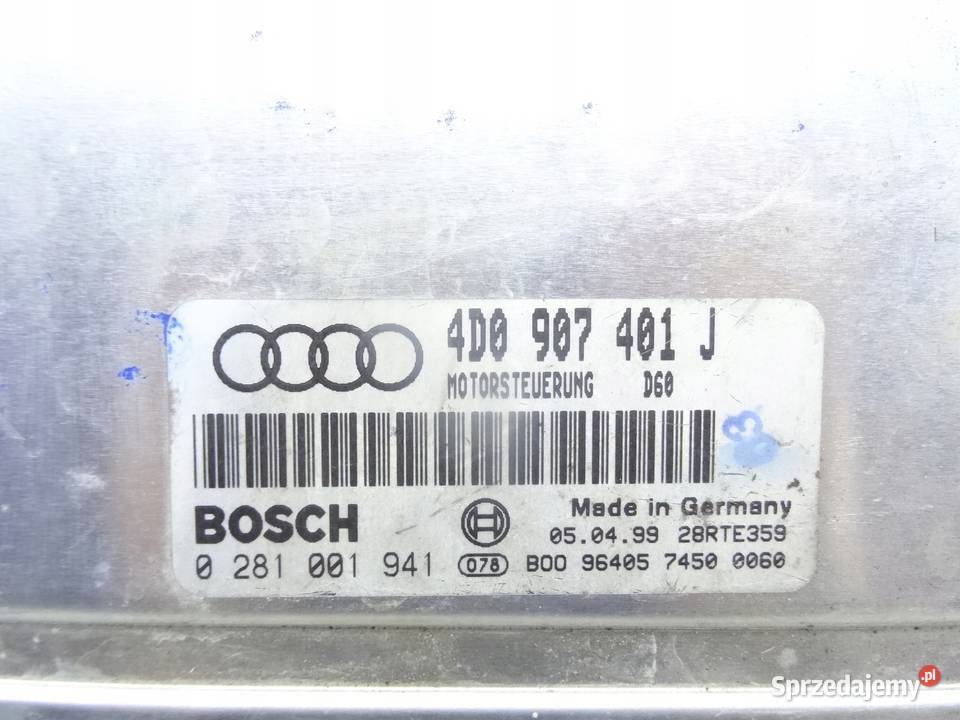 4D0 907 401 J
MOTORSTEUERUNG D60
BOSCH
Made in Germany
05.04.99 28RTE359
0 281 001 941 078 B00 96405 7450 0060
Sprzedajemy.pl